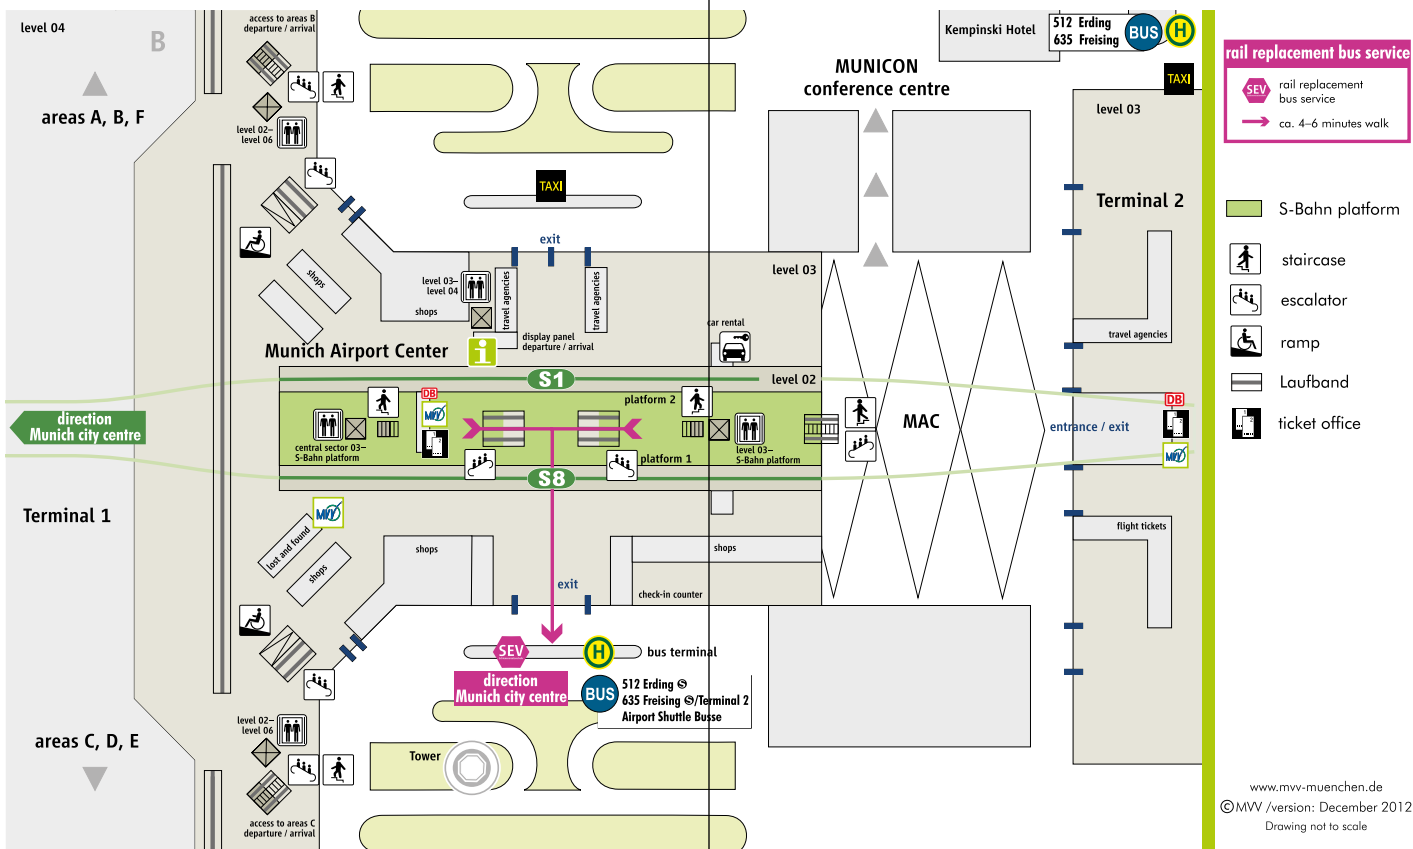 level 04
B
areas A, B, F
access to areas B
departure / arrival
level 02–
level 06
shops
Kempinski Hotel
512 Erding
635 Freising
BUS
H
TAXI
MUNICON
conference centre
level 03
Terminal 2
TAXI
exit
level 03–
level 04
shops
travel agencies
travel agencies
level 03
display panel
departure / arrival
i
car rental
travel agencies
Munich Airport Center
S1
level 02
direction
Munich city centre
DB
MVV
platform 2
central sector 03–
S-Bahn platform
platform 1
level 03–
S-Bahn platform
MAC
entrance / exit
DB
MVV
S8
Terminal 1
MVV
lost and found
shops
shops
shops
flight tickets
exit
check-in counter
SEV
H
bus terminal
direction
Munich city centre
BUS
512 Erding S
635 Freising S/Terminal 2
Airport Shuttle Busse
level 02–
level 06
areas C, D, E
Tower
access to areas C
departure / arrival
rail replacement bus service
SEV
rail replacement
bus service
ca. 4–6 minutes walk
S-Bahn platform
staircase
escalator
ramp
Laufband
ticket office
www.mvv-muenchen.de
©MVV /version: December 2012
Drawing not to scale